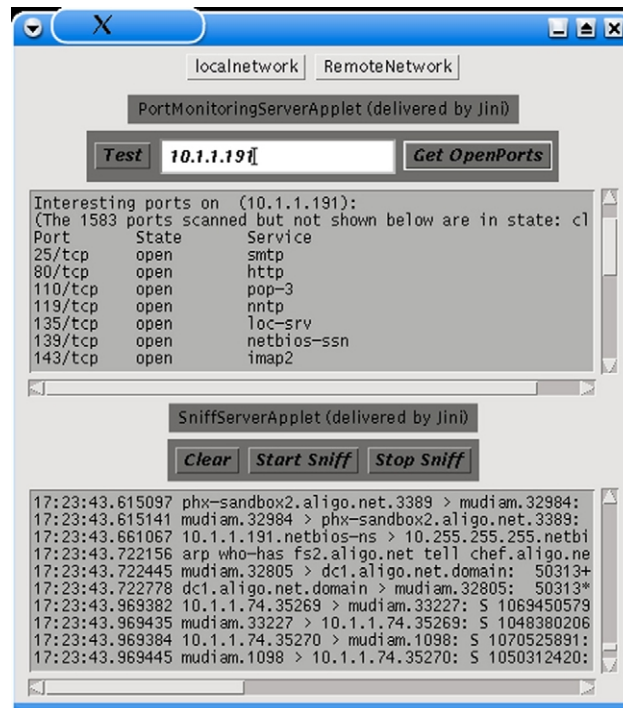 X
localnetwork RemoteNetwork
PortMonitoringServerApplet (delivered by Jini)
Test 10.1.1.191 Get OpenPorts
Interesting ports on (10.1.1.191):
(The 1583 ports scanned but not shown below are in state: cl
Port State Service
25/tcp open smtp
80/tcp open http
110/tcp open pop-3
119/tcp open nntp
135/tcp open loc-srv
139/tcp open netbios-ssn
143/tcp open imap2
SniffServerApplet (delivered by Jini)
Clear Start Sniff Stop Sniff
17:23:43.615097 phx-sandbox2.aligo.net.3389 > mudiam.32984:
17:23:43.615141 mudiam.32984 > phx-sandbox2.aligo.net.3389:
17:23:43.661067 10.1.1.191.netbios-ns > 10.255.255.255.netbi
17:23:43.722156 arp who-has fs2.aligo.net tell chef.aligo.ne
17:23:43.722445 mudiam.32805 > dc1.aligo.net.domain: 50313+
17:23:43.722778 dc1.aligo.net.domain > mudiam.32805: 50313*
17:23:43.969382 10.1.1.74.35269 > mudiam.33227: S 1069450579
17:23:43.969435 mudiam.33227 > 10.1.1.74.35269: S 1048380206
17:23:43.969384 10.1.1.74.35270 > mudiam.1098: S 1070525891:
17:23:43.969445 mudiam.1098 > 10.1.1.74.35270: S 1050312420: